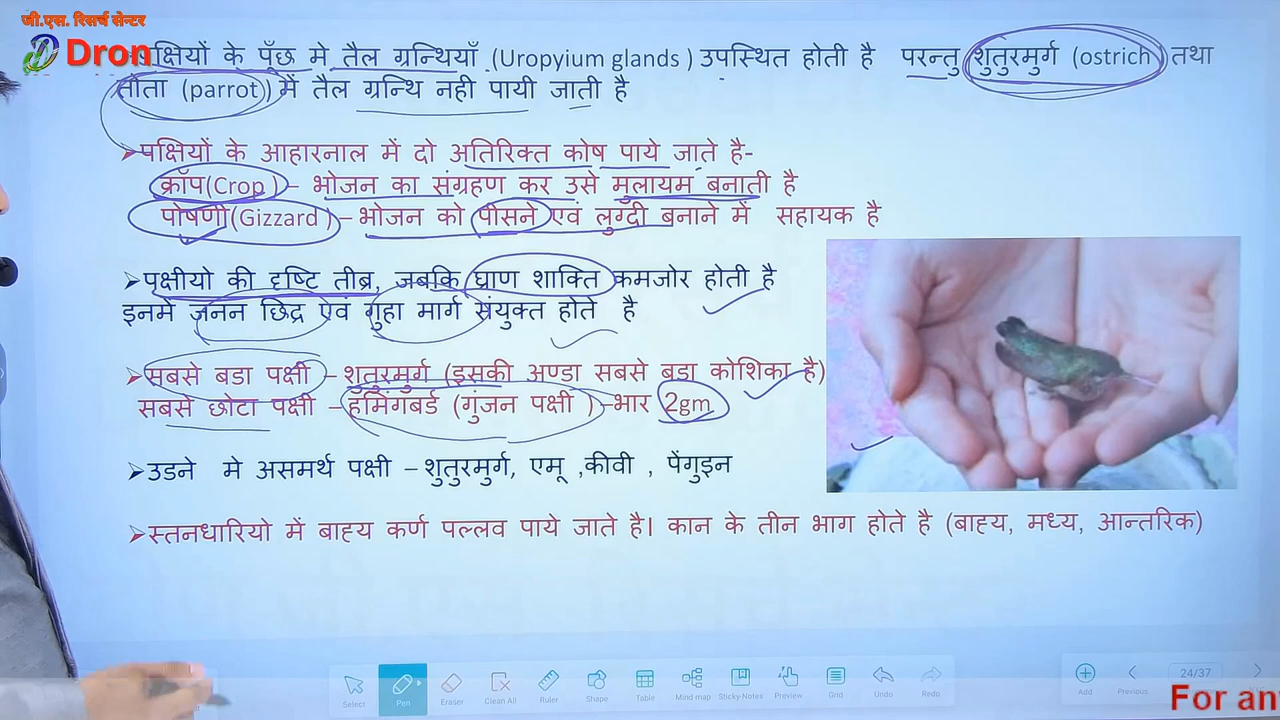 जी.एस. रिसर्च सेन्टर
Dron
पक्षियों के पूँछ मे तैल ग्रन्थियाँ (Uropyium glands ) उपस्थित होती है परन्तु शुतुरमुर्ग (ostrich ) तथा
तोता (parrot ) में तैल ग्रन्थि नही पायी जाती है
➢पक्षियों के आहारनाल में दो अतिरिक्त कोष पाये जाते है-
क्रॉप(Crop ) – भोजन का संग्रहण कर उसे मुलायम बनाती है
पोषणी(Gizzard ) – भोजन को पीसने एवं लुग्दी बनाने में सहायक है
➢पक्षीयो की दृष्टि तीब्र, जबकि घ्राण शाक्ति कमजोर होती है
इनमें जनन छिद्र ऐवं गुहा मार्ग संयुक्त होते है
➢सबसे बडा पक्षी – शुतुरमुर्ग (इसकी अण्डा सबसे बडा कोशिका है)
सबसे छोटा पक्षी – हमिंगबर्ड (गुंजन पक्षी ) –भार 2gm
➢उडने मे असमर्थ पक्षी – शुतुरमुर्ग, एमू ,कीवी , पेंगुइन
➢स्तनधारियो में बाह्य कर्ण पल्लव पाये जाते है। कान के तीन भाग होते है (बाह्य, मध्य, आन्तरिक)
Select Pen Eraser Clean All Ruler Shape Table Mind map Sticky-Notes Preview Grid Undo Redo Add Previous 24/37
For an